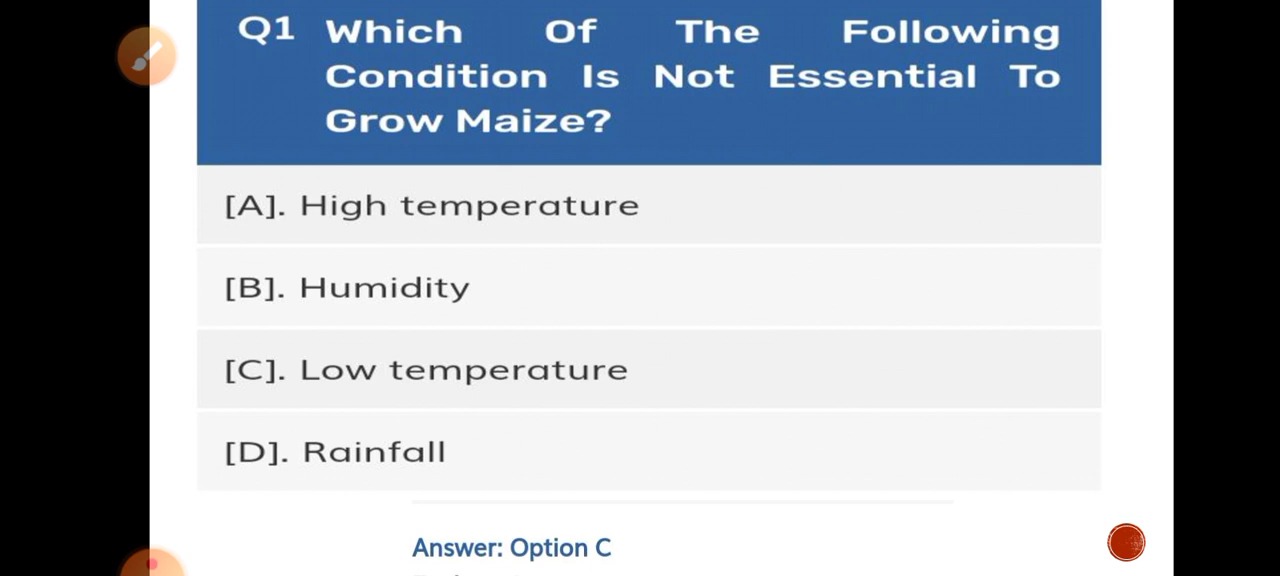 Q1 Which Of The Following
Condition Is Not Essential To
Grow Maize?
[A]. High temperature
[B]. Humidity
[C]. Low temperature
[D]. Rainfall
Answer: Option C